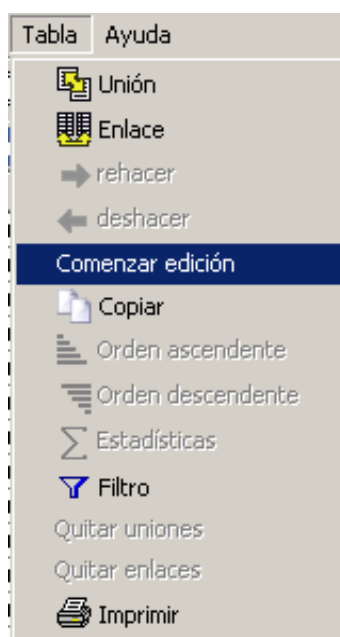 Tabla Ayuda
Unión
Enlace
rehacer
deshacer
Comenzar edición
Copiar
Orden ascendente
Orden descendente
Estadísticas
Filtro
Quitar uniones
Quitar enlaces
Imprimir